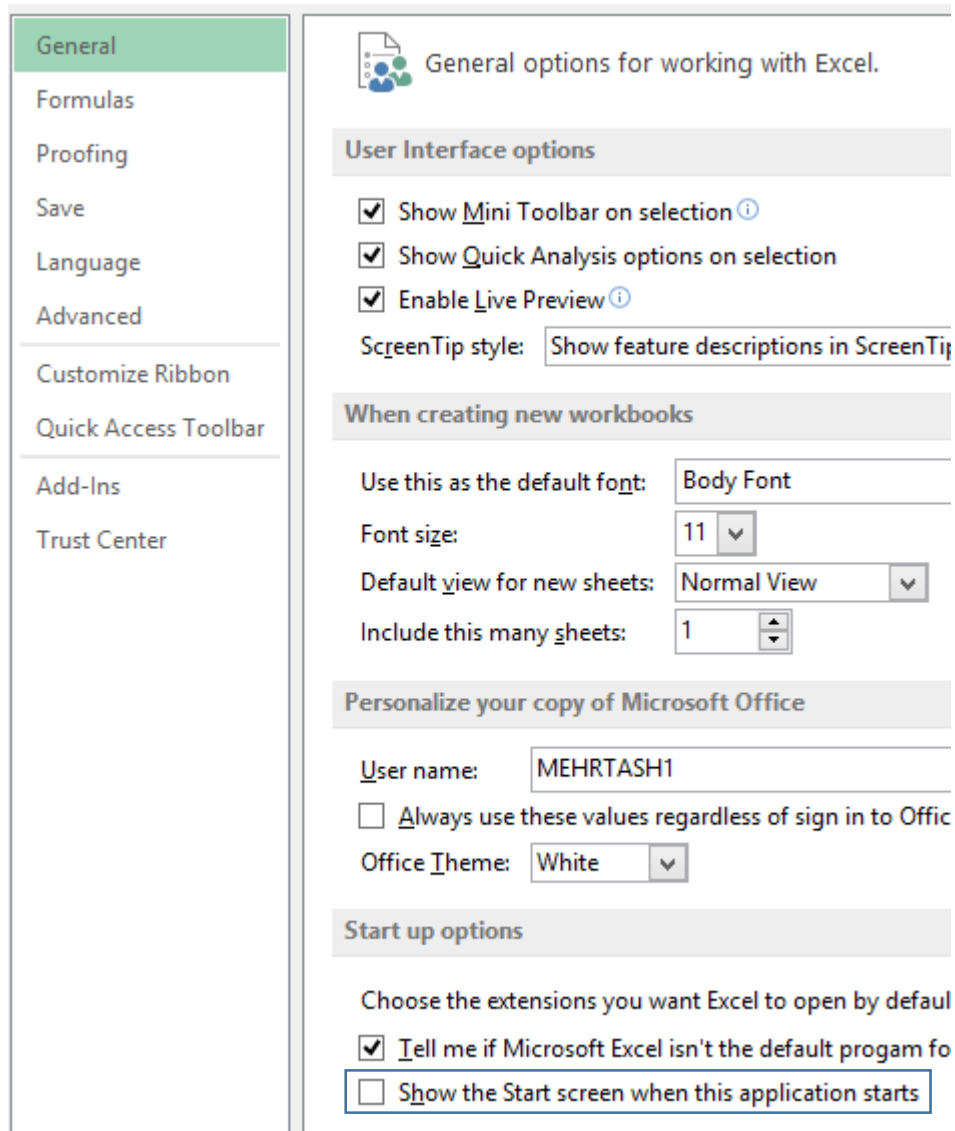 General
Formulas
Proofing
Save
Language
Advanced
Customize Ribbon
Quick Access Toolbar
Add-Ins
Trust Center
General options for working with Excel.
User Interface options
Show Mini Toolbar on selection
Show Quick Analysis options on selection
Enable Live Preview
ScreenTip style: Show feature descriptions in ScreenTip
When creating new workbooks
Use this as the default font: Body Font
Font size: 11
Default view for new sheets: Normal View
Include this many sheets: 1
Personalize your copy of Microsoft Office
User name: MEHRTASH1
Always use these values regardless of sign in to Offic
Office Theme: White
Start up options
Choose the extensions you want Excel to open by defaul
Tell me if Microsoft Excel isn't the default progam fo
Show the Start screen when this application starts